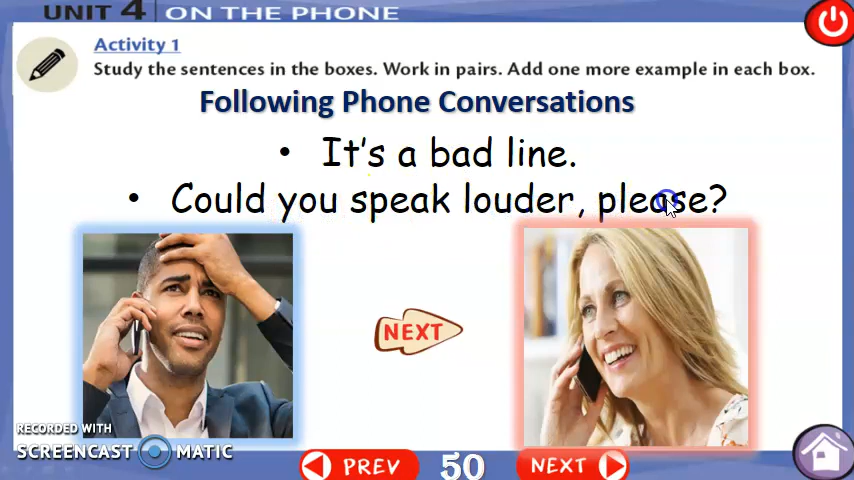 UNIT 4 ON THE PHONE
Activity 1
Study the sentences in the boxes. Work in pairs. Add one more example in each box.
Following Phone Conversations
• It's a bad line.
• Could you speak louder, please?
NEXT
RECORDED WITH
SCREENCAST MATIC
PREV
50
NEXT